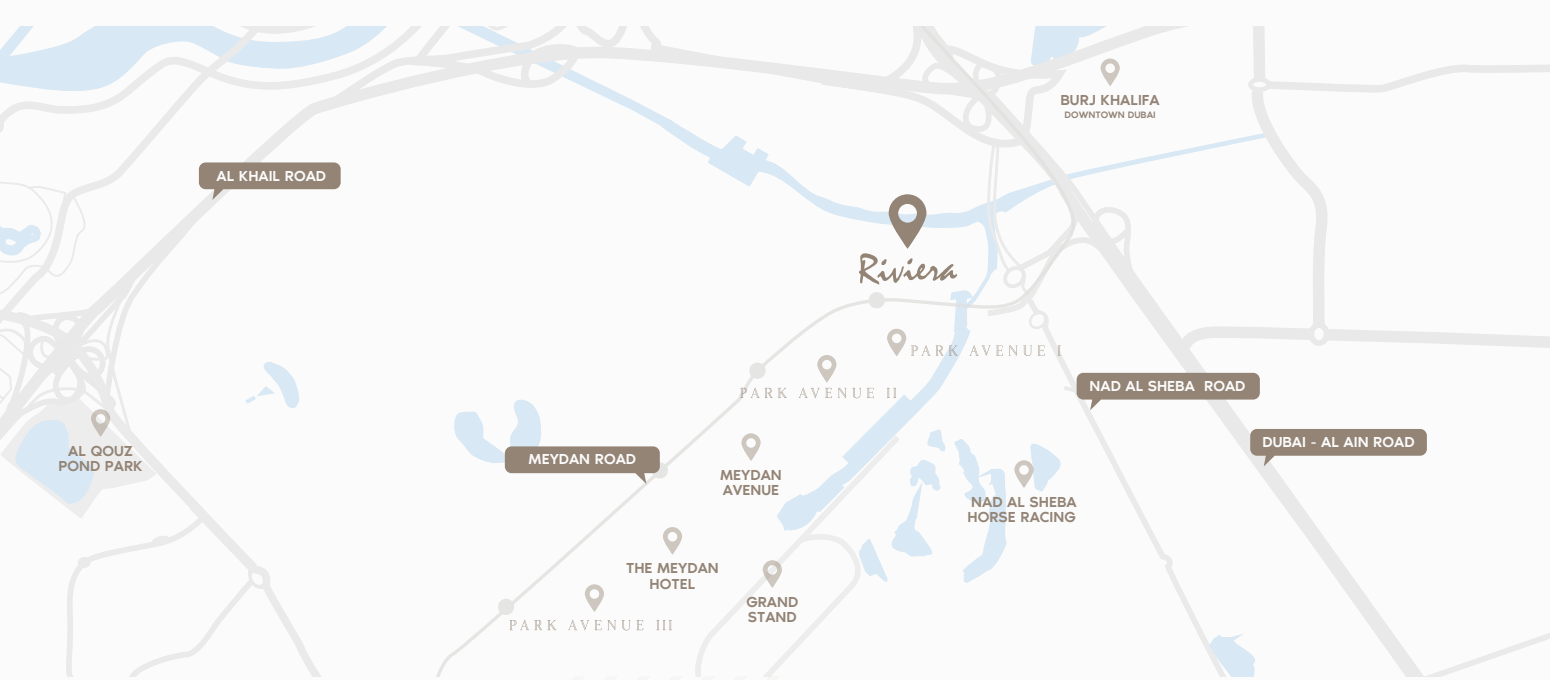 BURJ KHALIFA
DOWNTOWN DUBAI
AL KHAIL ROAD
Riviera
PARK AVENUE I
PARK AVENUE II
NAD AL SHEBA ROAD
DUBAI - AL AIN ROAD
AL QOUZ
POND PARK
MEYDAN ROAD
MEYDAN
AVENUE
NAD AL SHEBA
HORSE RACING
THE MEYDAN
HOTEL
GRAND
STAND
PARK AVENUE III